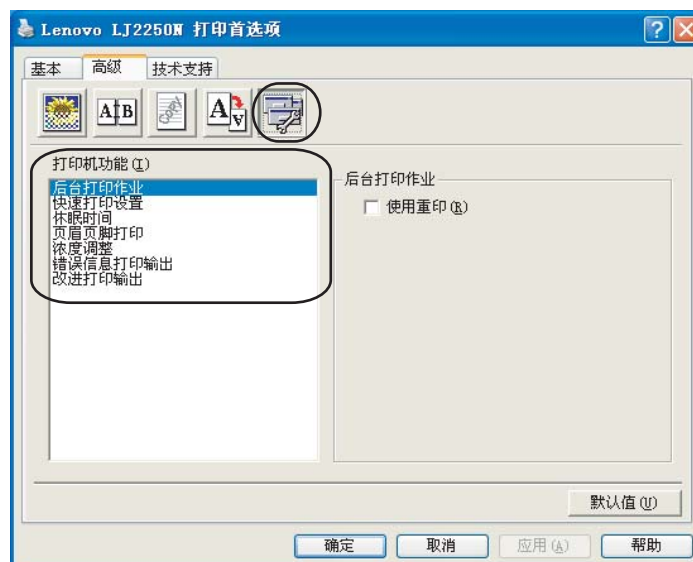 Lenovo LJ2250N 打印首选项
基本 高级 技术支持
A B Copy A A
打印机功能(I)
后台打印作业
快速打印设置
休眠时间
页眉页脚打印
浓度调整
错误信息打印输出
改进打印输出
后台打印作业
使用重印(R)
默认值(U)
确定 取消 应用(A) 帮助